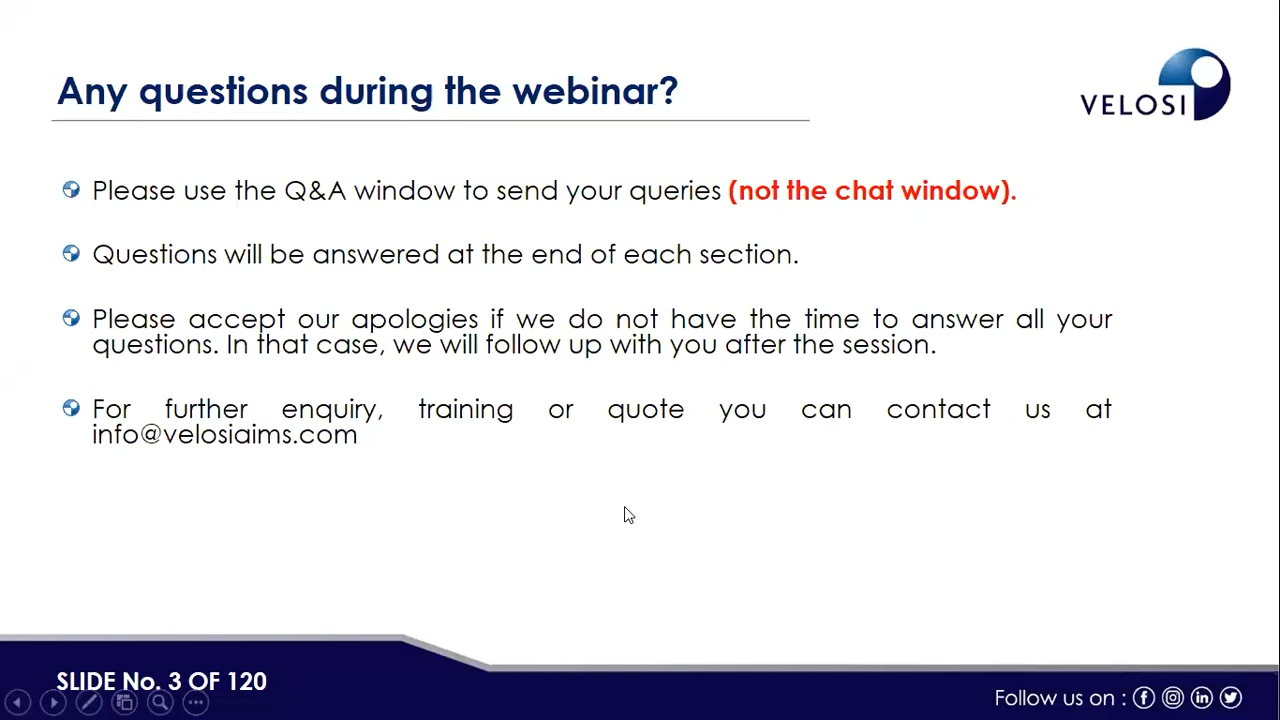 Any questions during the webinar?
VELOSI
Please use the Q&A window to send your queries (not the chat window).
Questions will be answered at the end of each section.
Please accept our apologies if we do not have the time to answer all your
questions. In that case, we will follow up with you after the session.
For further enquiry, training or quote you can contact us at
info@velosiaims.com
SLIDE No. 3 OF 120
Follow us on :